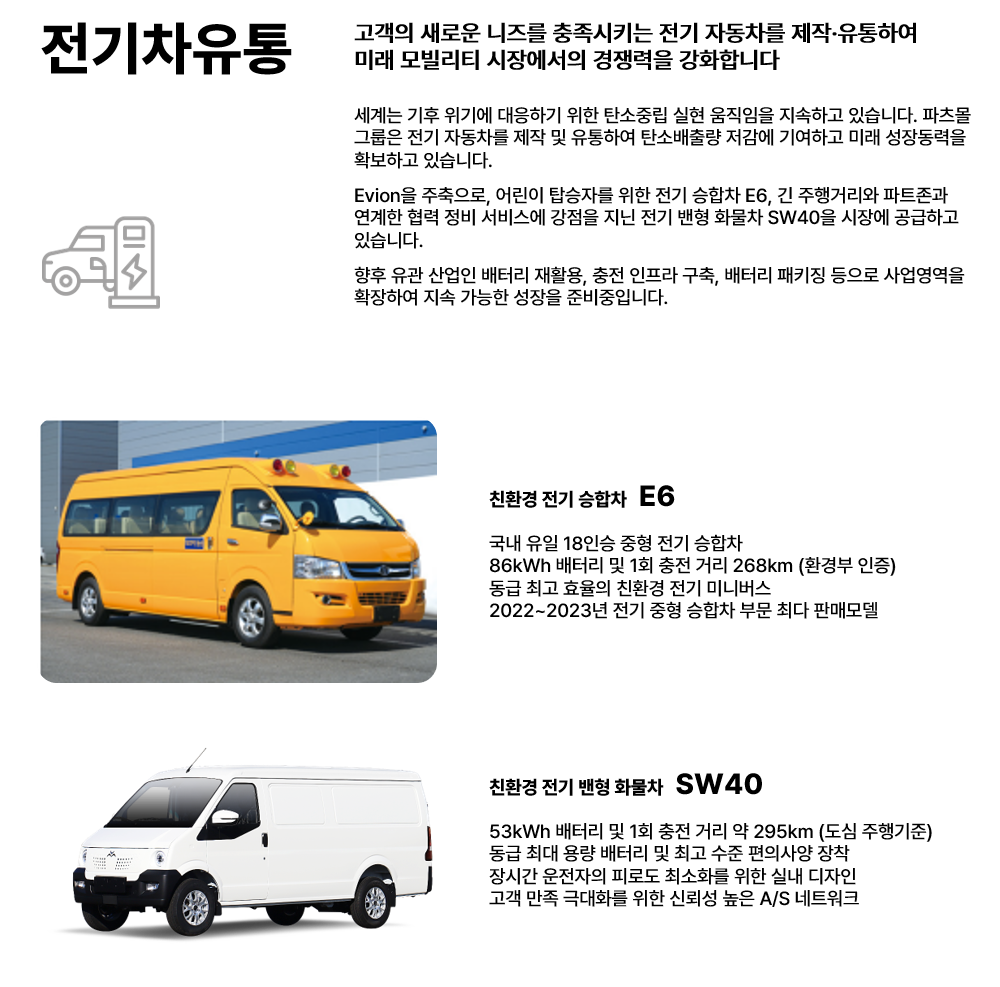 전기차유통
고객의 새로운 니즈를 충족시키는 전기 자동차를 제작·유통하여
미래 모빌리티 시장에서의 경쟁력을 강화합니다
세계는 기후 위기에 대응하기 위한 탄소중립 실현 움직임을 지속하고 있습니다. 파츠몰
그룹은 전기 자동차를 제작 및 유통하여 탄소배출량 저감에 기여하고 미래 성장동력을
확보하고 있습니다.
Evion을 주축으로, 어린이 탑승자를 위한 전기 승합차 E6, 긴 주행거리와 파트존과
연계한 협력 정비 서비스에 강점을 지닌 전기 밴형 화물차 SW40을 시장에 공급하고
있습니다.
향후 유관 산업인 배터리 재활용, 충전 인프라 구축, 배터리 패키징 등으로 사업영역을
확장하여 지속 가능한 성장을 준비중입니다.
친환경 전기 승합차 E6
국내 유일 18인승 중형 전기 승합차
86kWh 배터리 및 1회 충전 거리 268km (환경부 인증)
동급 최고 효율의 친환경 전기 미니버스
2022~2023년 전기 중형 승합차 부문 최다 판매모델
친환경 전기 밴형 화물차 SW40
53kWh 배터리 및 1회 충전 거리 약 295km (도심 주행기준)
동급 최대 용량 배터리 및 최고 수준 편의사양 장착
장시간 운전자의 피로도 최소화를 위한 실내 디자인
고객 만족 극대화를 위한 신뢰성 높은 A/S 네트워크